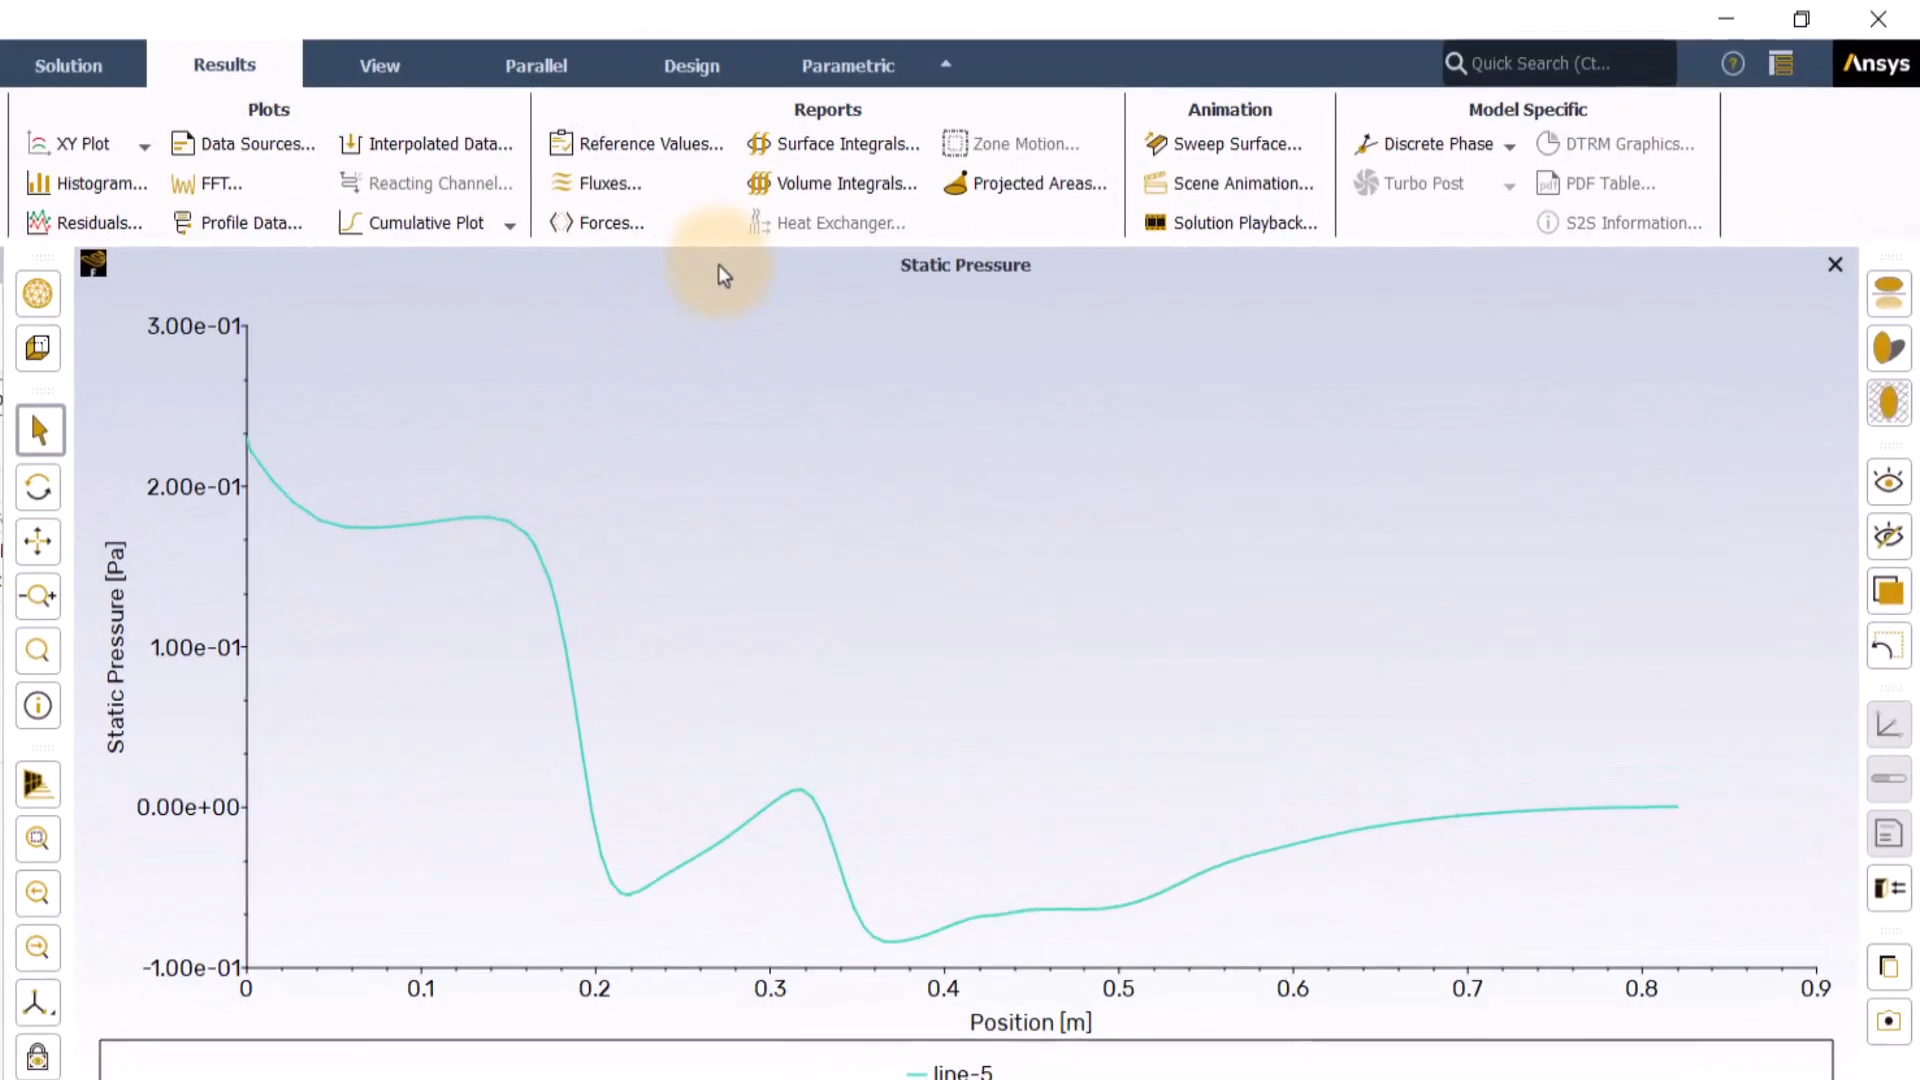 Solution Results View Parallel Design Parametric Quick Search (Ct... Ansys
Plots Reports Animation Model Specific
XY Plot Data Sources... Interpolated Data... Reference Values... Surface Integrals... Zone Motion... Sweep Surface... Discrete Phase DTRM Graphics...
Histogram... FFT... Reacting Channel... Fluxes... Volume Integrals... Projected Areas... Scene Animation... Turbo Post PDF Table...
Residuals... Profile Data... Cumulative Plot Forces... Heat Exchanger... Solution Playback... S2S Information...
Static Pressure
3.00e-01
2.00e-01
1.00e-01
0.00e+00
-1.00e-01
Static Pressure [Pa]
0 0.1 0.2 0.3 0.4 0.5 0.6 0.7 0.8 0.9
Position [m]
line-5